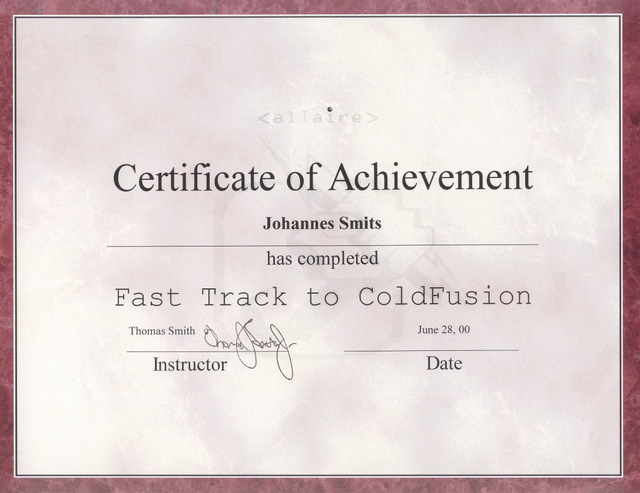 <allaire>
Certificate of Achievement
Johannes Smits
has completed
Fast Track to ColdFusion
Thomas Smith
June 28, 00
Instructor
Date